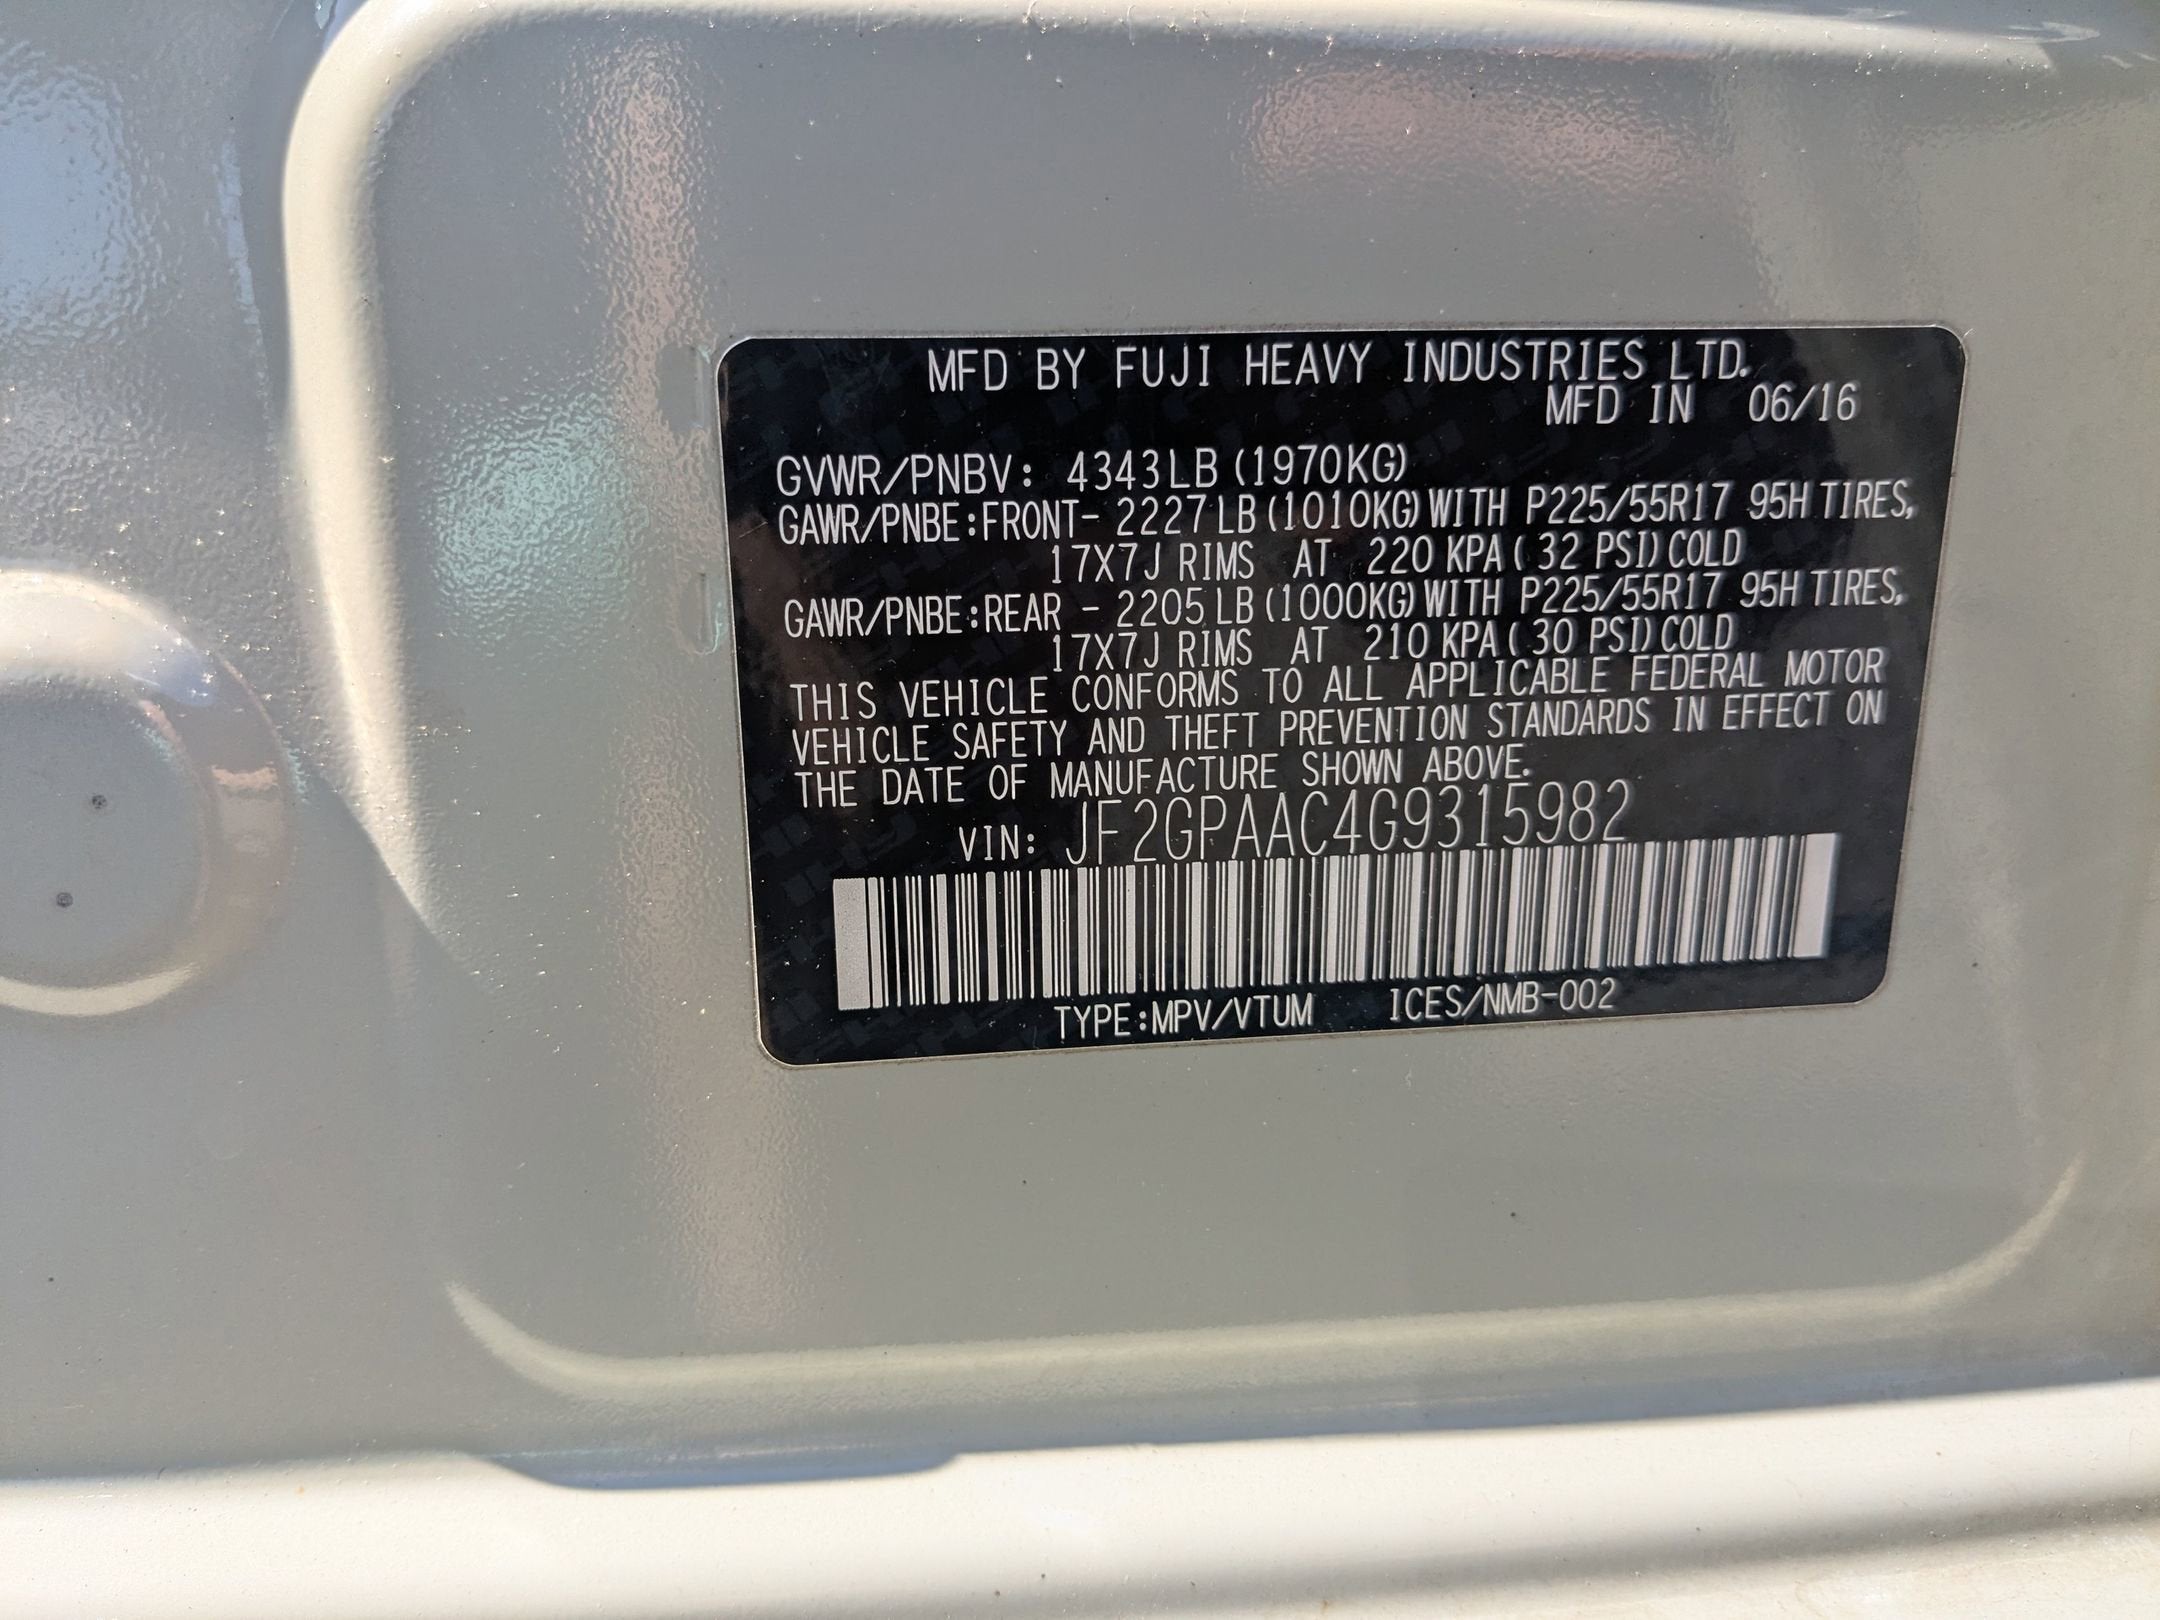 MFD BY FUJI HEAVY INDUSTRIES LTD.
MFD IN 06/16
GVWR/PNBV: 4343LB (1970KG)
GAWR/PNBE:FRONT- 2227LB (1010KG) WITH P225/55R17 95H TIRES,
17X7J RIMS AT 220 KPA ( 32 PSI) COLD
GAWR/PNBE:REAR - 2205LB (1000KG) WITH P225/55R17 95H TIRES,
17X7J RIMS AT 210 KPA ( 30 PSI) COLD
THIS VEHICLE CONFORMS TO ALL APPLICABLE FEDERAL MOTOR
VEHICLE SAFETY AND THEFT PREVENTION STANDARDS IN EFFECT ON
THE DATE OF MANUFACTURE SHOWN ABOVE.
VIN: JF2GPAAC4G9315982
TYPE:MPV/VTUM ICES/NMB-002